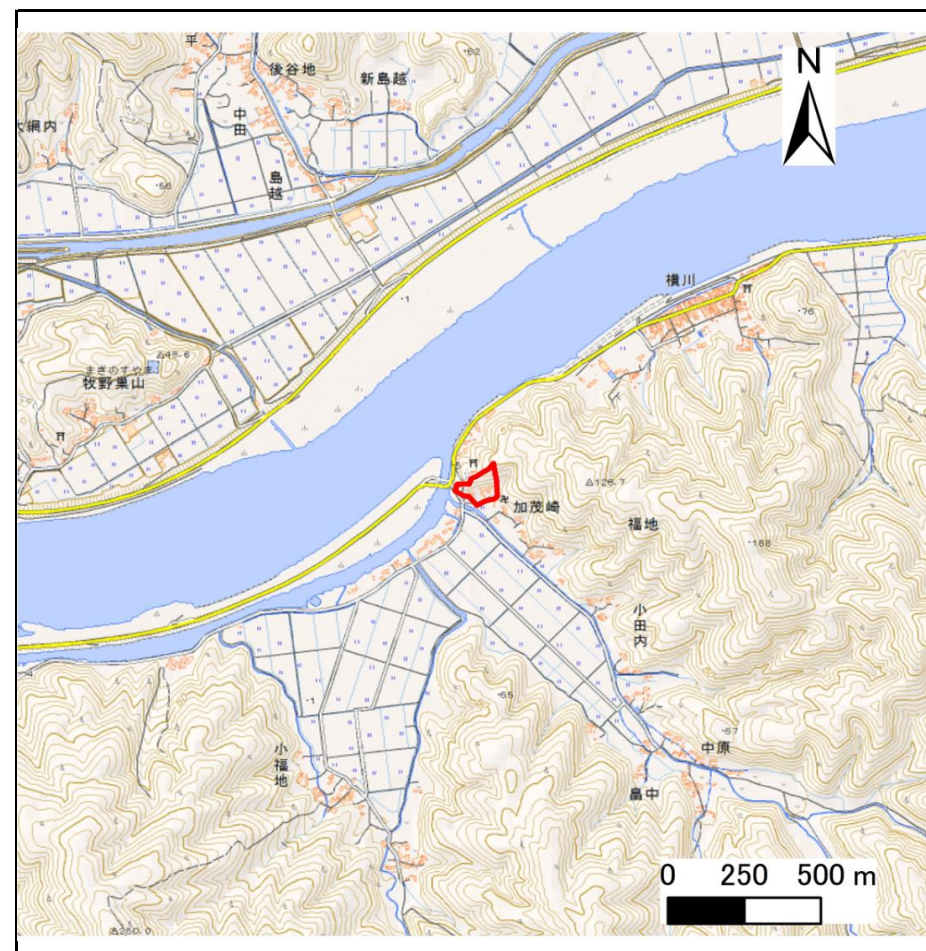 平
後谷地
新島越
・62
N
大網内
中田
・56
島越
横川
・76
・1
△48.6
まぎのすやま
牧野巣山
5
△126.7
加茂崎
福地
・188
小田内
4
・65
・1
・67
中原
小福地
畠中
0 250 500 m
△250.0